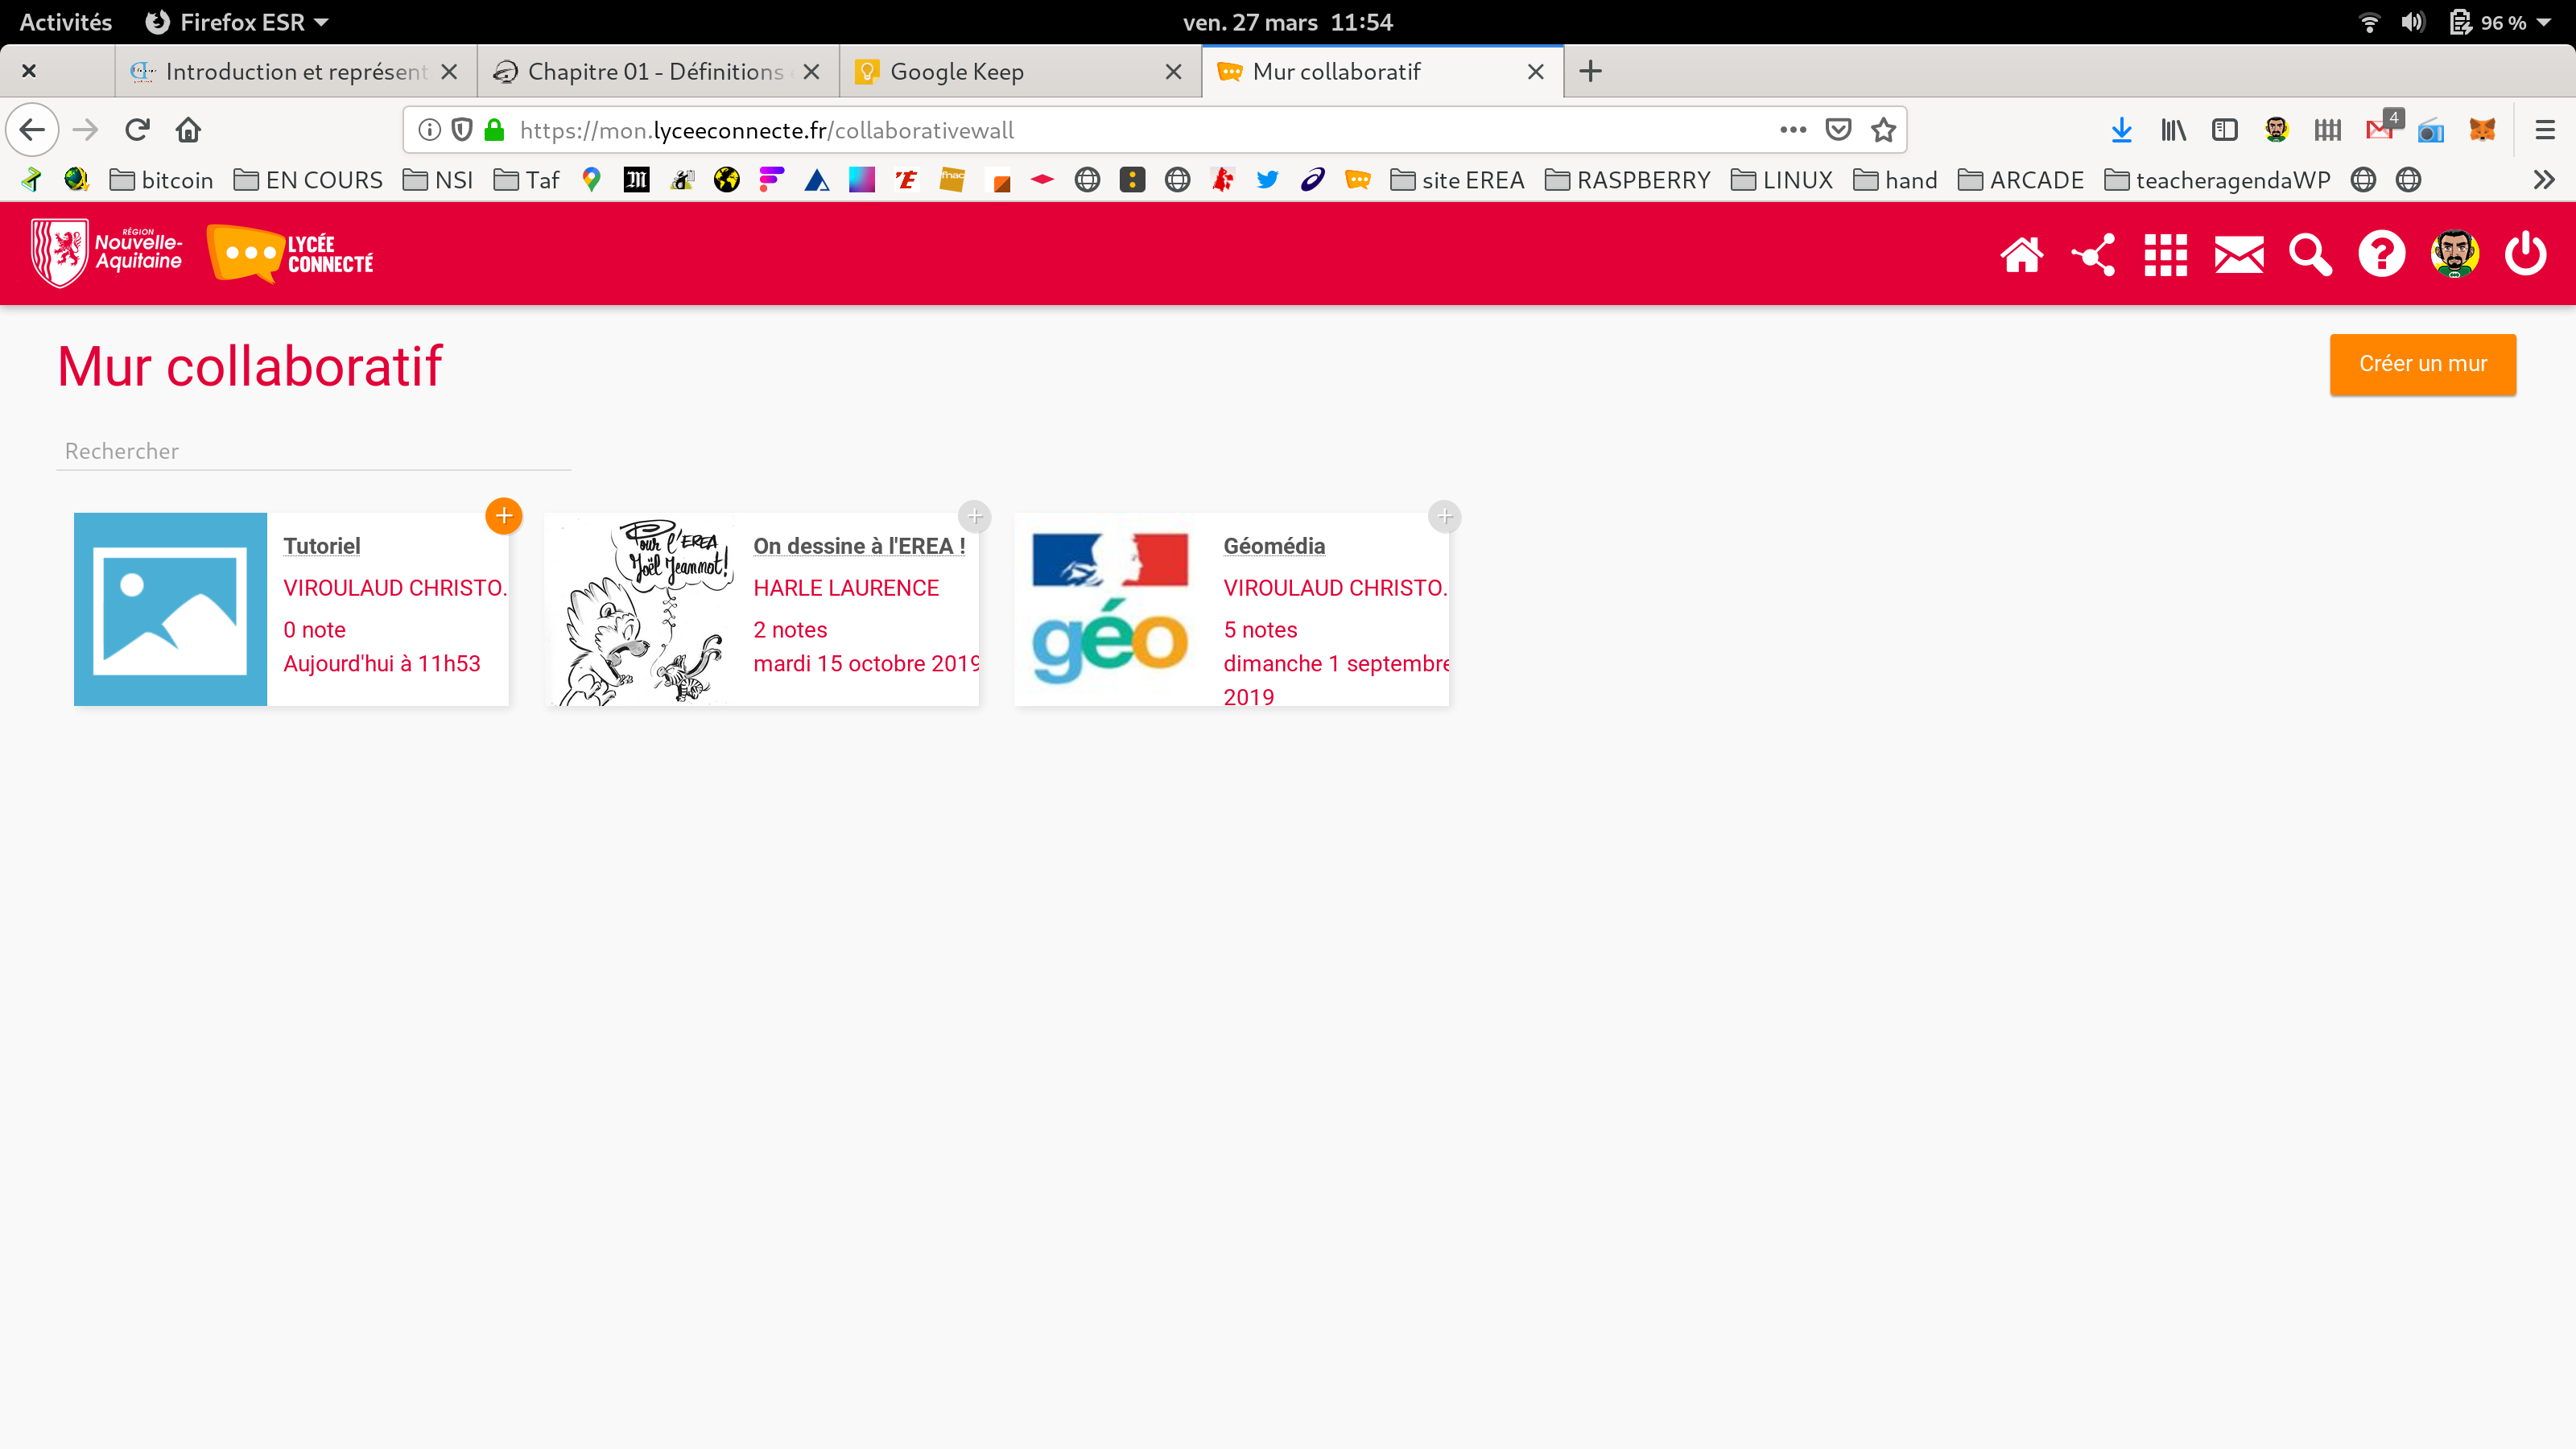 Activités Firefox ESR ven. 27 mars 11:54 96 %
Introduction et représent Chapitre 01 - Définitions Google Keep Mur collaboratif
https://mon.lyceeconnecte.fr/collaborativewall 4
bitcoin EN COURS NSI Taf site EREA RASPBERRY LINUX hand ARCADE teacheragendaWP
RÉGION
Nouvelle-
Aquitaine
LYCÉE
CONNECTÉ
Mur collaboratif
Créer un mur
Rechercher
Tutoriel
VIROULAUD CHRISTO.
0 note
Aujourd'hui à 11h53
Pour l'EREA
Joël Jeannot!
On dessine à l'EREA !
HARLE LAURENCE
2 notes
mardi 15 octobre 2019
géo
Géomédia
VIROULAUD CHRISTO.
5 notes
dimanche 1 septembre
2019